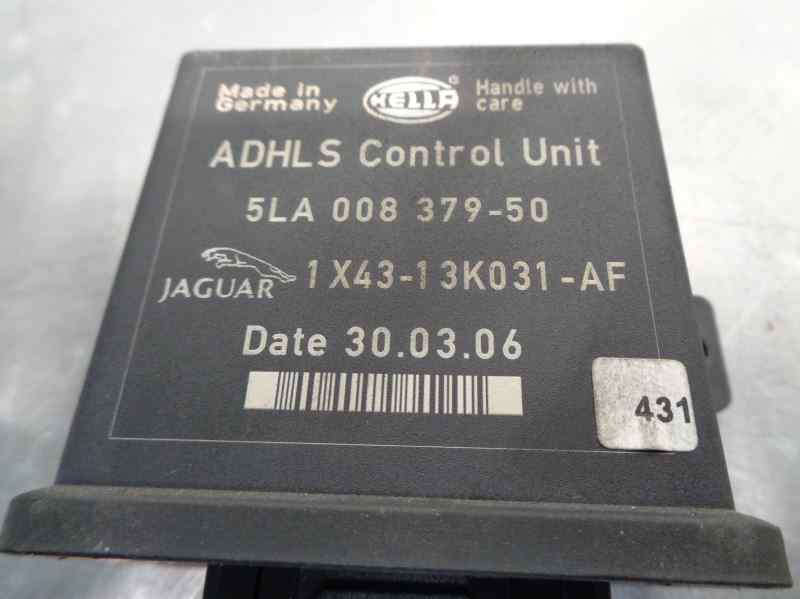 Made in
Germany
HELLA
®
Handle with
care
ADHLS Control Unit
5LA 008 379-50
JAGUAR
1X43-13K031-AF
Date 30.03.06
431